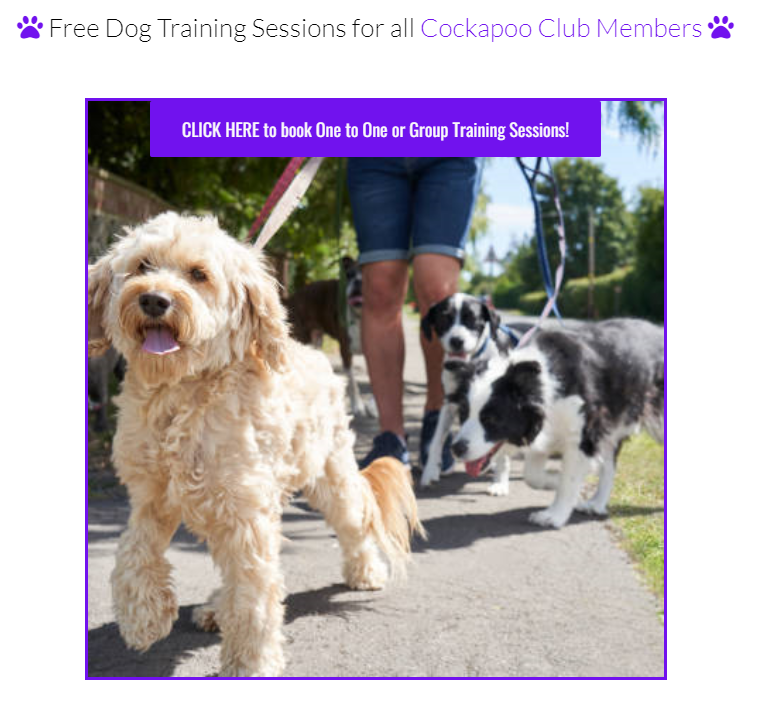 Free Dog Training Sessions for all Cockapoo Club Members
CLICK HERE to book One to One or Group Training Sessions!